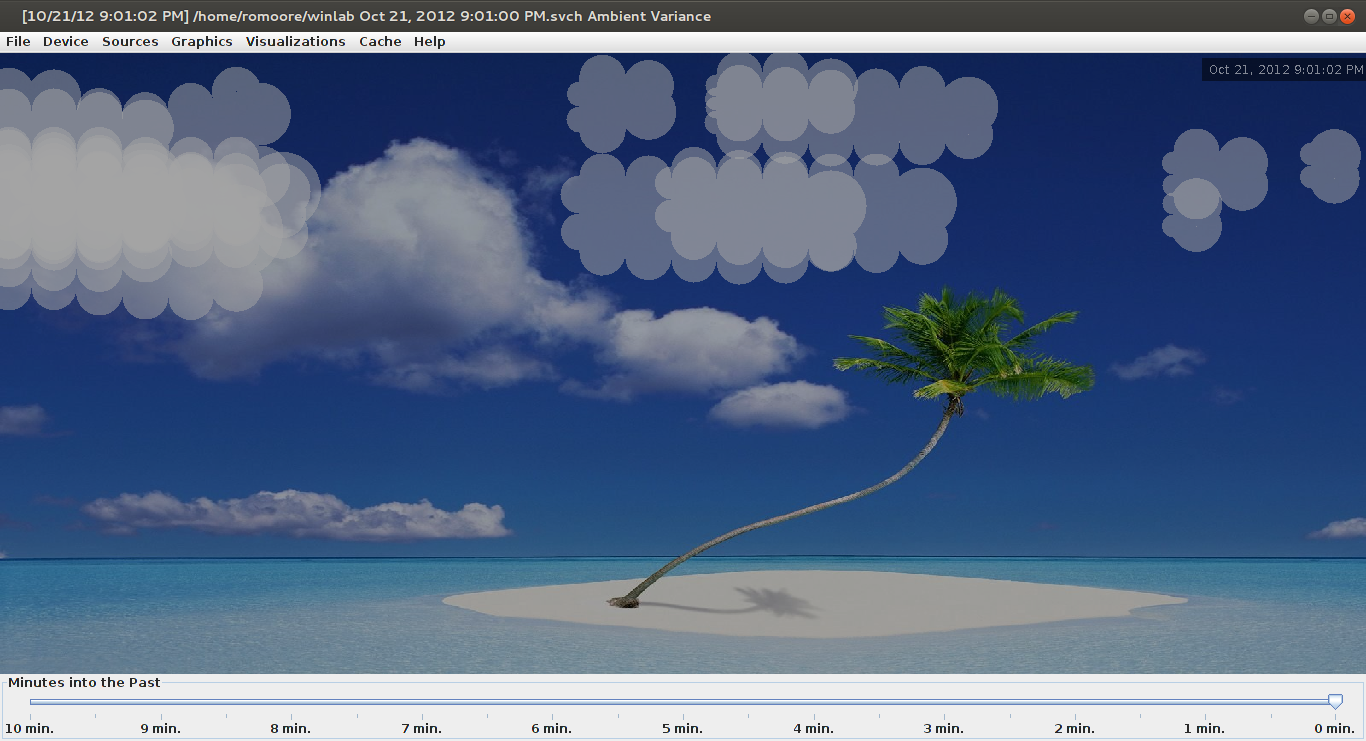 [10/21/12 9:01:02 PM] /home/romoore/winlab Oct 21, 2012 9:01:00 PM.svch Ambient Variance
File Device Sources Graphics Visualizations Cache Help
Oct 21, 2012 9:01:02 PM
Minutes into the Past
10 min. 9 min. 8 min. 7 min. 6 min. 5 min. 4 min. 3 min. 2 min. 1 min. 0 min.